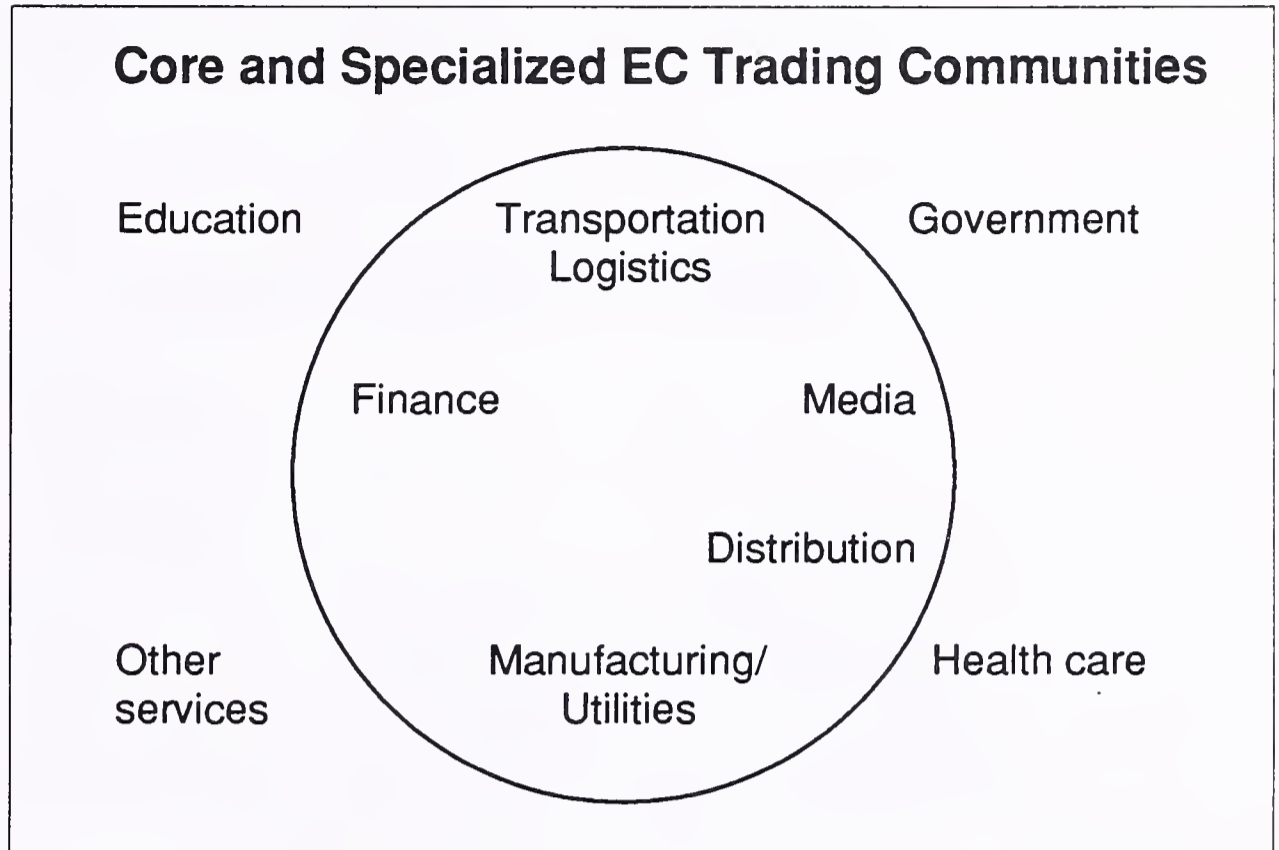 Core and Specialized EC Trading Communities
Education
Transportation
Logistics
Government
Finance
Media
Distribution
Other
services
Manufacturing/
Utilities
Health care